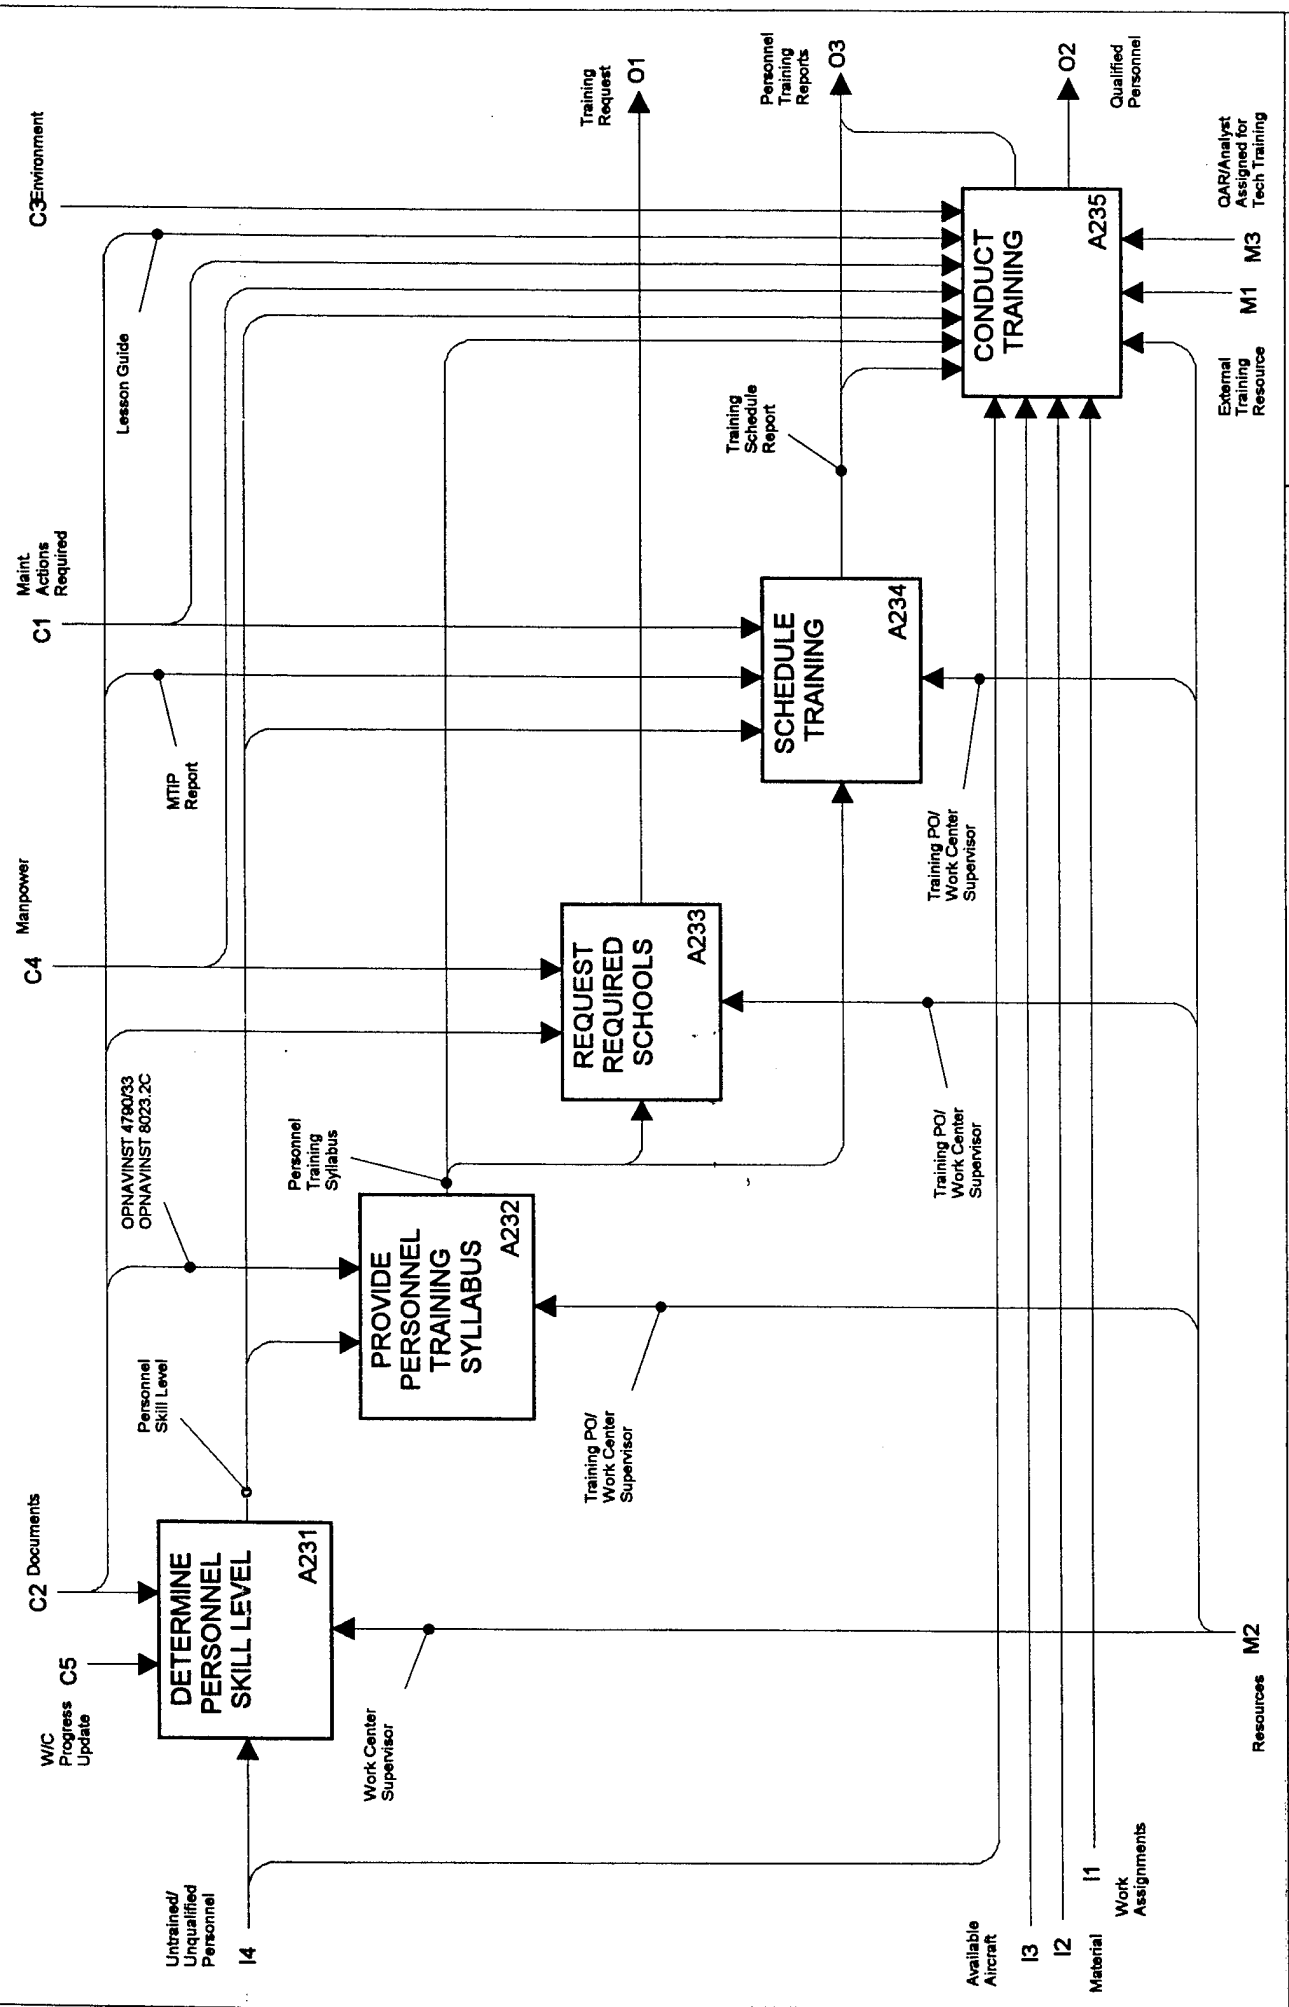 C3
Environment
Maint.
Actions
Required
C1
Manpower
C4
C2
Documents
W/C
Progress
Update
C5
Lesson Guide
MTIP
Report
OPNAVINST 4790/33
OPNAVINST 8023.2C
Personnel
Skill Level
DETERMINE
PERSONNEL
SKILL LEVEL
A231
Untrained/
Unqualified
Personnel
I4
Work Center
Supervisor
Personnel
Training
Syllabus
PROVIDE
PERSONNEL
TRAINING
SYLLABUS
A232
Training PO/
Work Center
Supervisor
REQUEST
REQUIRED
SCHOOLS
A233
Training PO/
Work Center
Supervisor
Training
Request
O1
SCHEDULE
TRAINING
A234
Training PO/
Work Center
Supervisor
Training
Schedule
Report
Personnel
Training
Reports
O3
CONDUCT
TRAINING
A235
O2
Qualified
Personnel
Available
Aircraft
I3
I2
Material
I1
Work
Assignments
Resources
M2
External
Training
Resource
M1
M3
QAR/Analyst
Assigned for
Tech Training